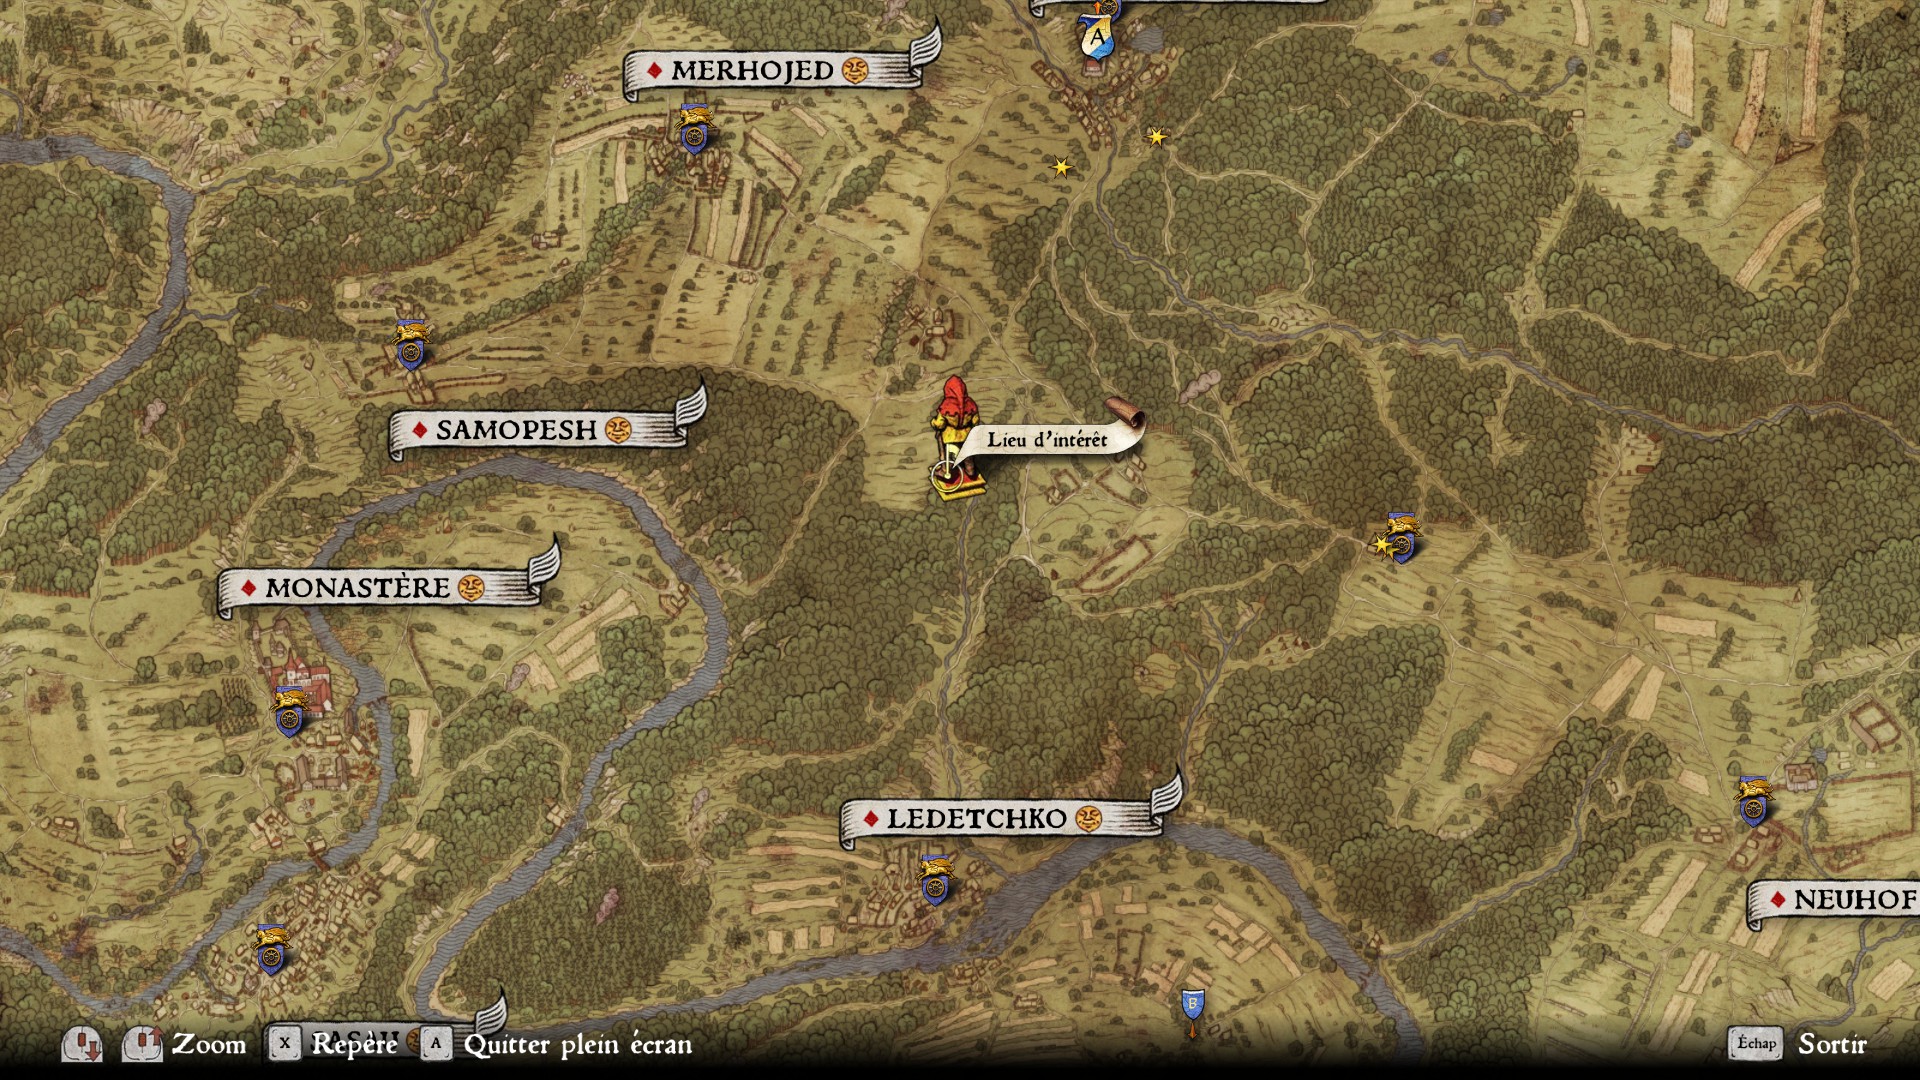 A
MERHOJED
SAMOPESH
Lieu d'intérêt
MONASTÈRE
LEDETCHKO
NEUHOF
B
Zoom
X
Repère
A
Quitter plein écran
Échap
Sortir